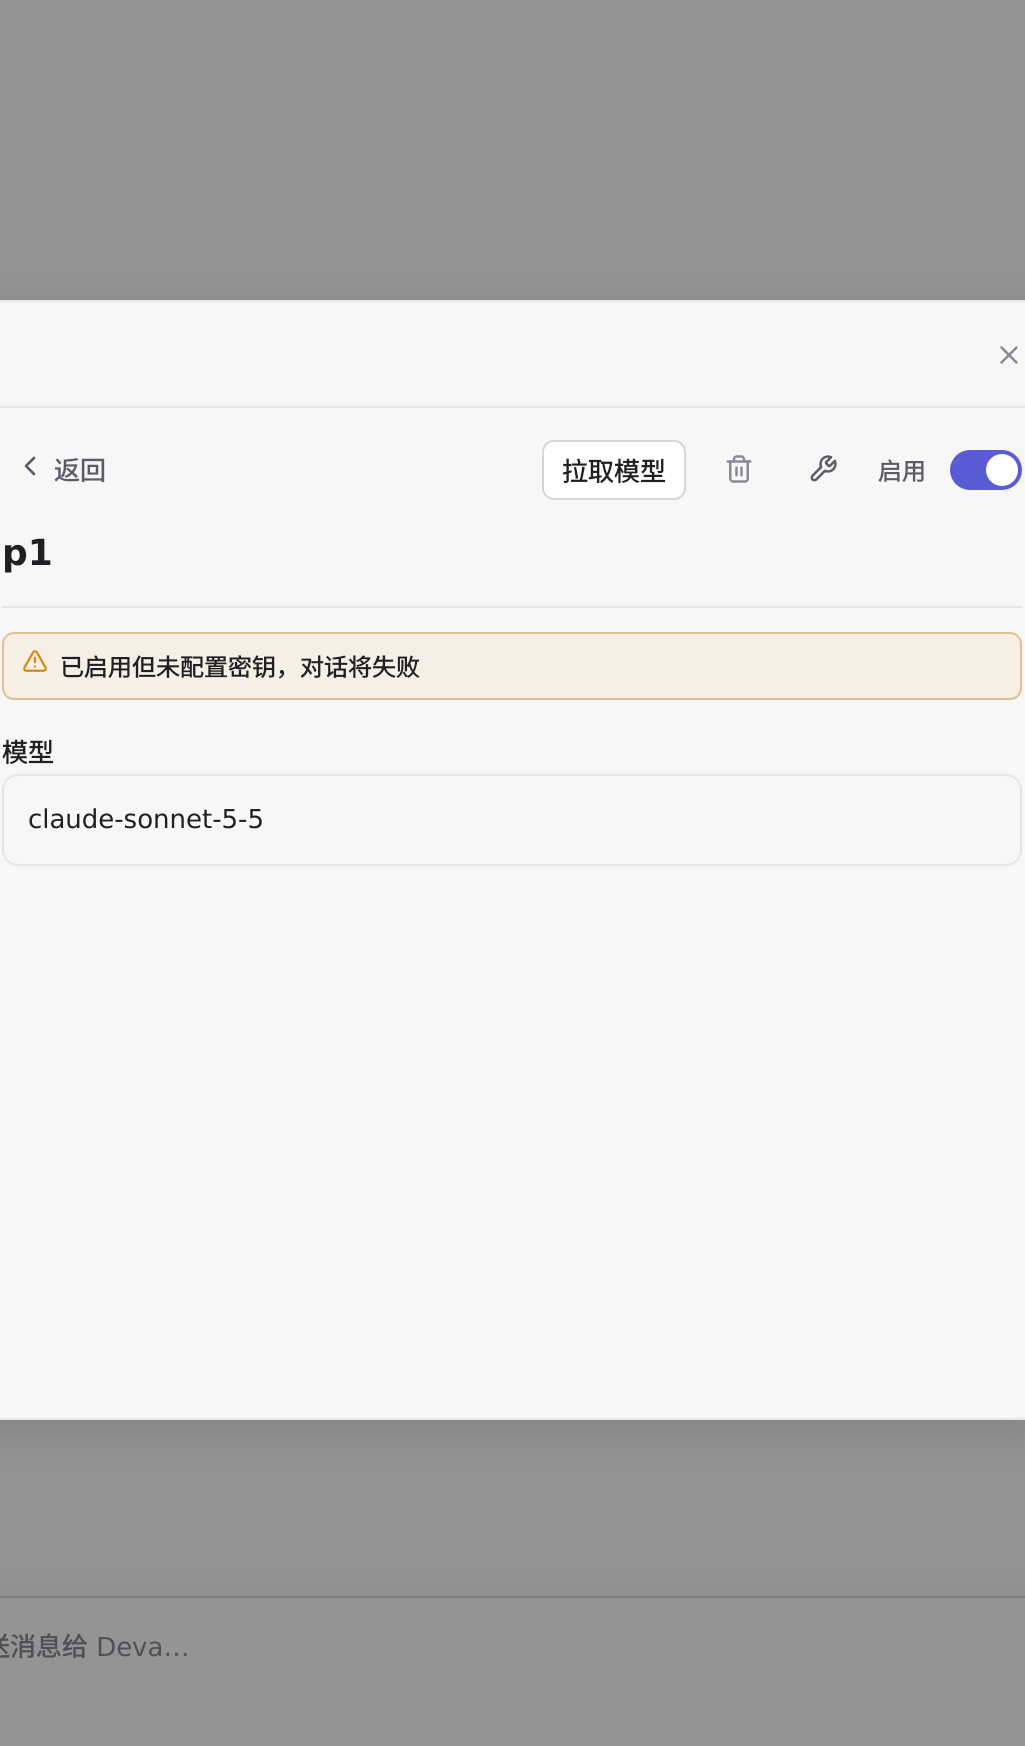 返回
拉取模型
启用
p1
已启用但未配置密钥，对话将失败
模型
claude-sonnet-5-5
送消息给 Deva...